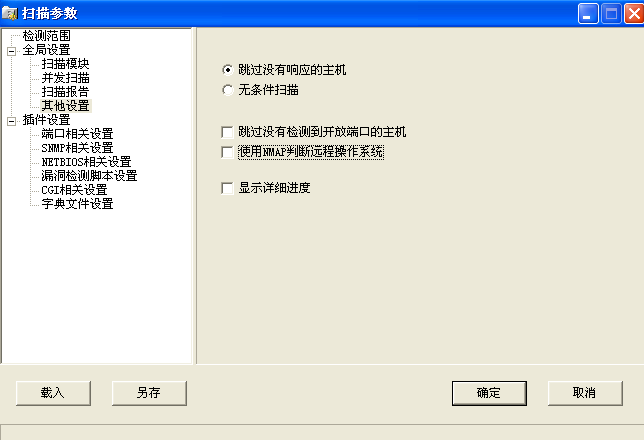 扫描参数
检测范围
全局设置
扫描模块
并发扫描
扫描报告
其他设置
插件设置
端口相关设置
SNMP相关设置
NETBIOS相关设置
漏洞检测脚本设置
CGI相关设置
字典文件设置
跳过没有响应的主机
无条件扫描
跳过没有检测到开放端口的主机
使用NMAP判断远程操作系统
显示详细进度
载入
另存
确定
取消